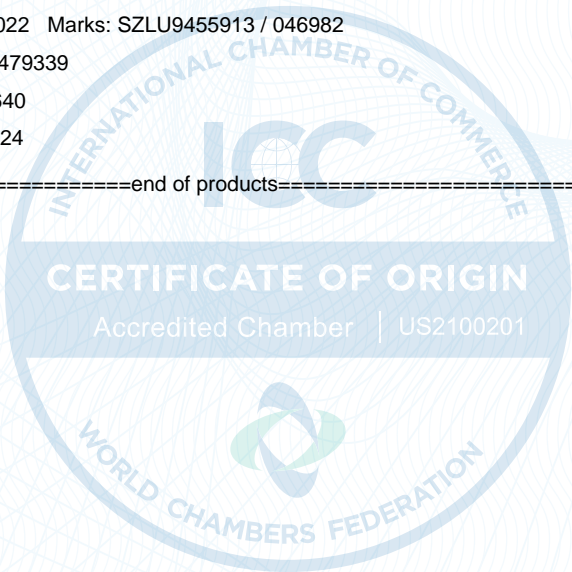 022 Marks: SZLU9455913 / 046982
479339
640
24
===========end of products========================
INTERNATIONAL CHAMBER OF COMMERCE
ICC
CERTIFICATE OF ORIGIN
Accredited Chamber | US2100201
WORLD CHAMBERS FEDERATION